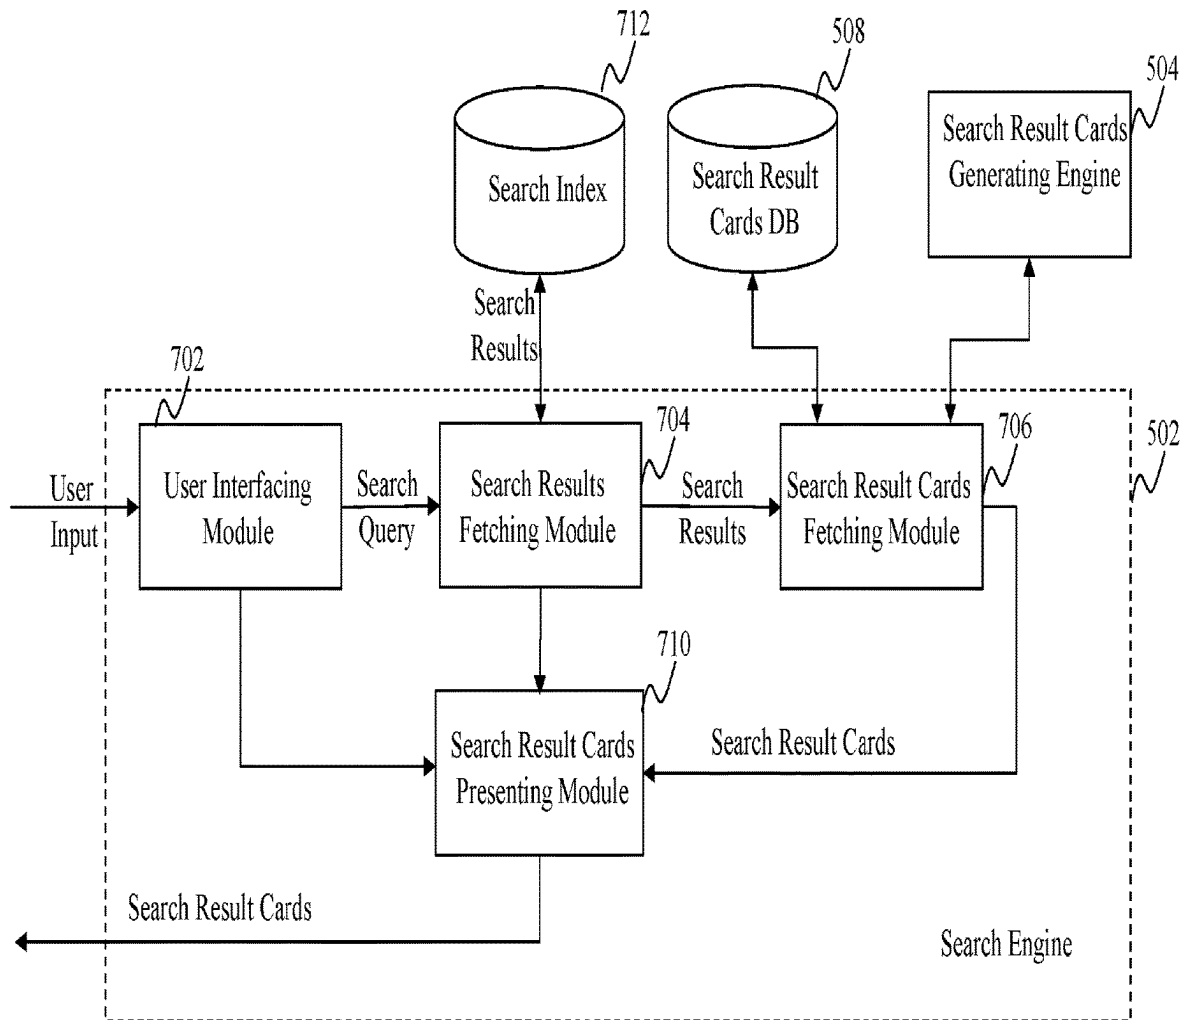 712
508
504
Search Index
Search Result
Cards DB
Search Result Cards
Generating Engine
Search
Results
702
704
706
502
User
Input
User Interfacing
Module
Search
Query
Search Results
Fetching Module
Search
Results
Search Result Cards
Fetching Module
710
Search Result Cards
Presenting Module
Search Result Cards
Search Result Cards
Search Engine